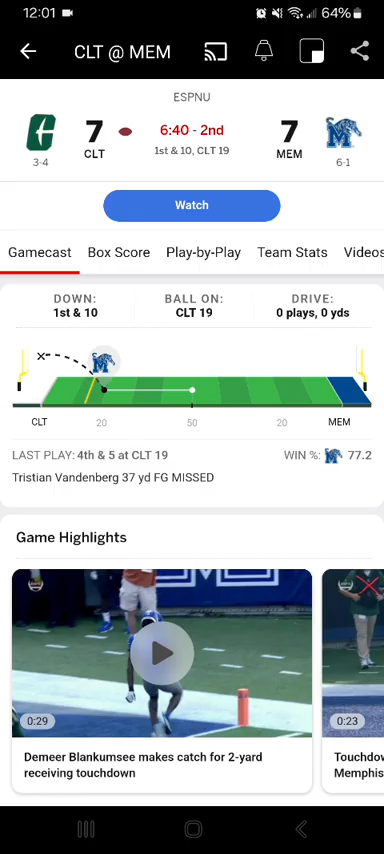 12:01 64%
CLT @ MEM
ESPNU
7 6:40 - 2nd 7
CLT 1st & 10, CLT 19 MEM
3-4 6-1
Watch
Gamecast Box Score Play-by-Play Team Stats Videos
DOWN: BALL ON: DRIVE:
1st & 10 CLT 19 0 plays, 0 yds
CLT 20 50 20 MEM
LAST PLAY: 4th & 5 at CLT 19 WIN %: 77.2
Tristian Vandenberg 37 yd FG MISSED
Game Highlights
0:29 0:23
Demeer Blankumsee makes catch for 2-yard Touchdow
receiving touchdown Memphis